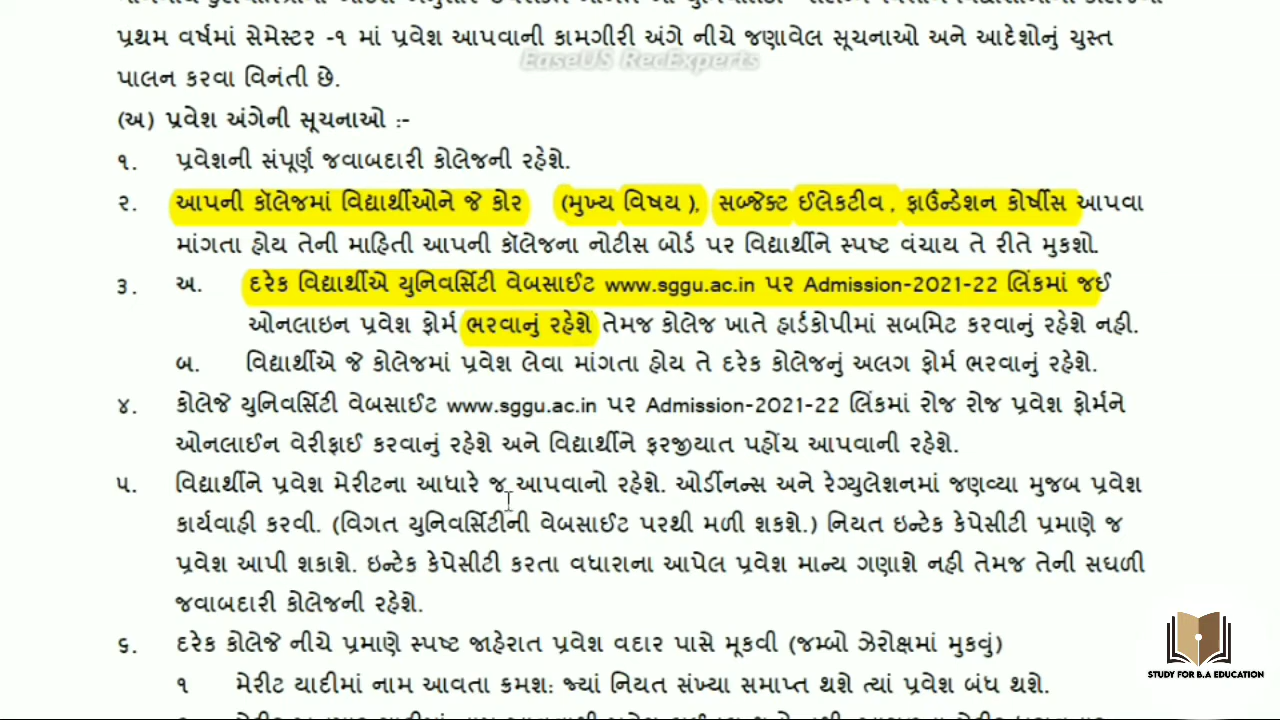 પ્રથમ વર્ષમાં સેમેસ્ટર -૧ માં પ્રવેશ આપવાની કામગીરી અંગે નીચે જણાવેલ સૂચનાઓ અને આદેશોનું ચુસ્ત
EaseUS RecExperts
પાલન કરવા વિનંતી છે.
(અ) પ્રવેશ અંગેની સૂચનાઓ :-
૧. પ્રવેશની સંપૂર્ણ જવાબદારી કોલેજની રહેશે.
૨. આપની કૉલેજમાં વિદ્યાર્થીઓને જે કોર (મુખ્ય વિષય ), સબ્જેક્ટ ઈલેકટીવ , ફાઉન્ડેશન કોર્ષીસ આપવા
માંગતા હોય તેની માહિતી આપની કૉલેજના નોટીસ બોર્ડ પર વિદ્યાર્થીને સ્પષ્ટ વંચાય તે રીતે મુકશો.
૩. અ. દરેક વિદ્યાર્થીએ યુનિવર્સિટી વેબસાઈટ www.sggu.ac.in પર Admission-2021-22 લિંકમાં જઈ
ઓનલાઇન પ્રવેશ ફોર્મ ભરવાનું રહેશે તેમજ કોલેજ ખાતે હાર્ડકોપીમાં સબમિટ કરવાનું રહેશે નહી.
બ. વિદ્યાર્થીએ જે કોલેજમાં પ્રવેશ લેવા માંગતા હોય તે દરેક કોલેજનું અલગ ફોર્મ ભરવાનું રહેશે.
૪. કોલેજે યુનિવર્સિટી વેબસાઈટ www.sggu.ac.in પર Admission-2021-22 લિંકમાં રોજ રોજ પ્રવેશ ફોર્મને
ઓનલાઈન વેરીફાઈ કરવાનું રહેશે અને વિદ્યાર્થીને ફરજીયાત પહોંચ આપવાની રહેશે.
૫. વિદ્યાર્થીને પ્રવેશ મેરીટના આધારે જ આપવાનો રહેશે. ઓર્ડીનન્સ અને રેગ્યુલેશનમાં જણવ્યા મુજબ પ્રવેશ
કાર્યવાહી કરવી. (વિગત યુનિવર્સિટીની વેબસાઈટ પરથી મળી શકશે.) નિયત ઇન્ટેક કેપેસીટી પ્રમાણે જ
પ્રવેશ આપી શકાશે. ઇન્ટેક કેપેસીટી કરતા વધારાના આપેલ પ્રવેશ માન્ય ગણાશે નહી તેમજ તેની સઘળી
જવાબદારી કોલેજની રહેશે.
૬. દરેક કોલેજે નીચે પ્રમાણે સ્પષ્ટ જાહેરાત પ્રવેશ વદાર પાસે મૂકવી (જમ્બો ઝેરોક્ષમાં મુકવું)
૧ મેરીટ યાદીમાં નામ આવતા ક્રમશ: જ્યાં નિયત સંખ્યા સમાપ્ત થશે ત્યાં પ્રવેશ બંધ થશે.
STUDY FOR B.A EDUCATION